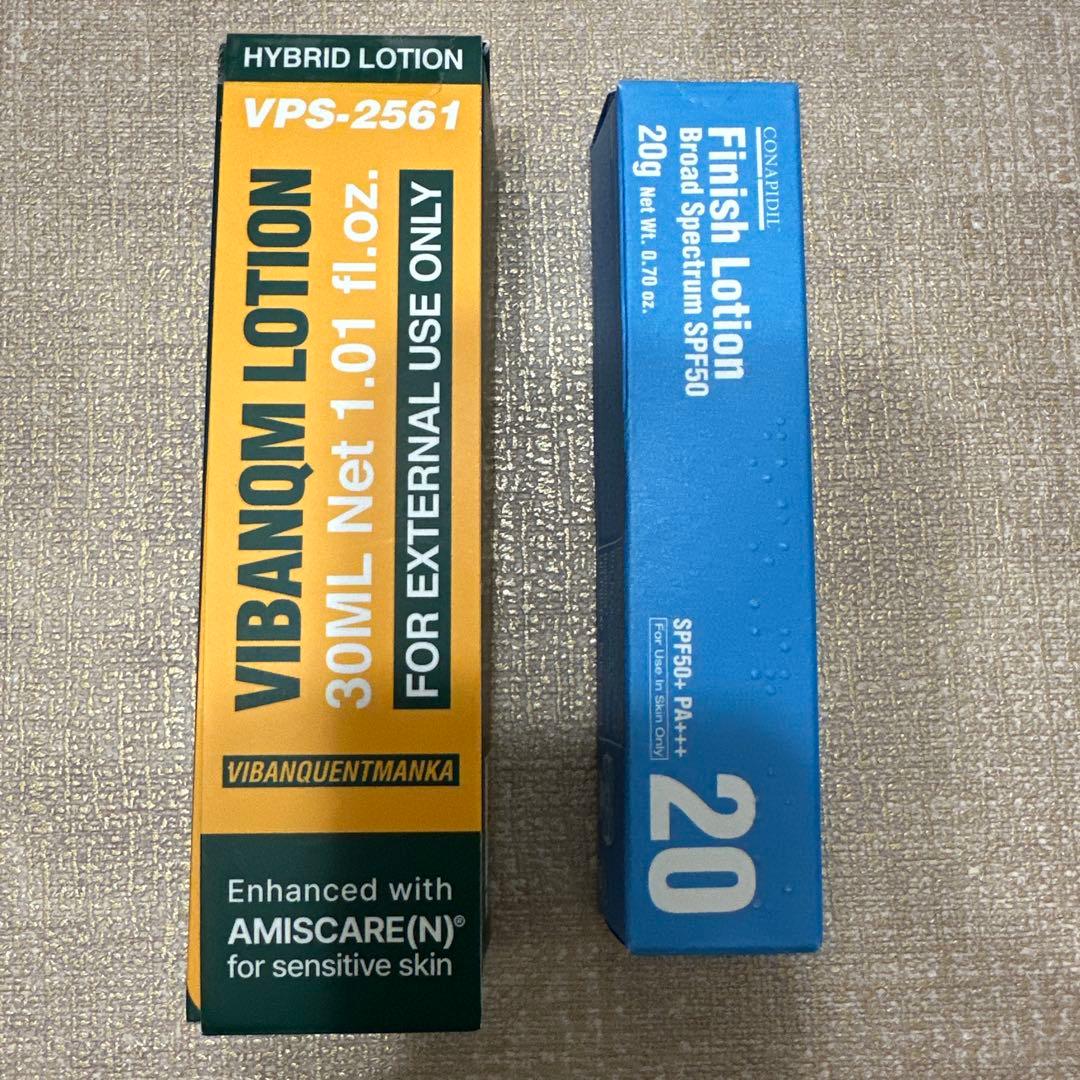 HYBRID LOTION
VPS-2561
VIBANQM LOTION
30ML Net 1.01 fl.oz.
FOR EXTERNAL USE ONLY
VIBANQUENTMANKA
Enhanced with
AMISCARE(N)®
for sensitive skin
CONAPIDIL
Finish Lotion
Broad Spectrum SPF50
20g Net Wt. 0.70 oz.
SPF50+ PA+++
For Use In Skin Only
20